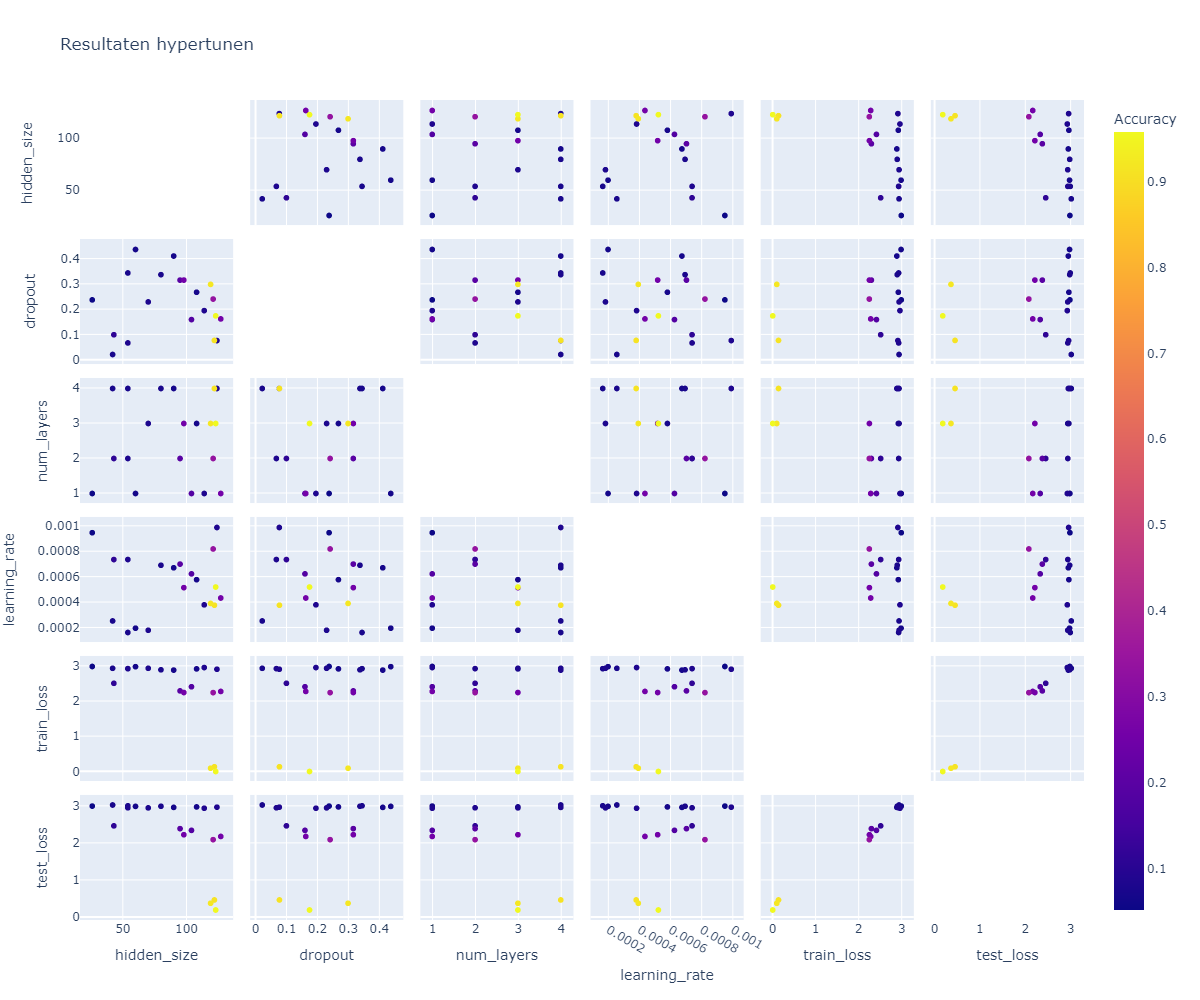 Resultaten hypertunen
Accuracy
hidden_size
100
50
dropout
0.4
0.3
0.2
0.1
0
num_layers
4
3
2
1
learning_rate
0.001
0.0008
0.0006
0.0004
0.0002
train_loss
3
2
1
0
test_loss
3
2
1
0
50 100
0 0.1 0.2 0.3 0.4
1 2 3 4
0.0002 0.0004 0.0006 0.0008 0.001
0 1 2 3
0 1 2 3
hidden_size dropout num_layers learning_rate train_loss test_loss
0.9
0.8
0.7
0.6
0.5
0.4
0.3
0.2
0.1